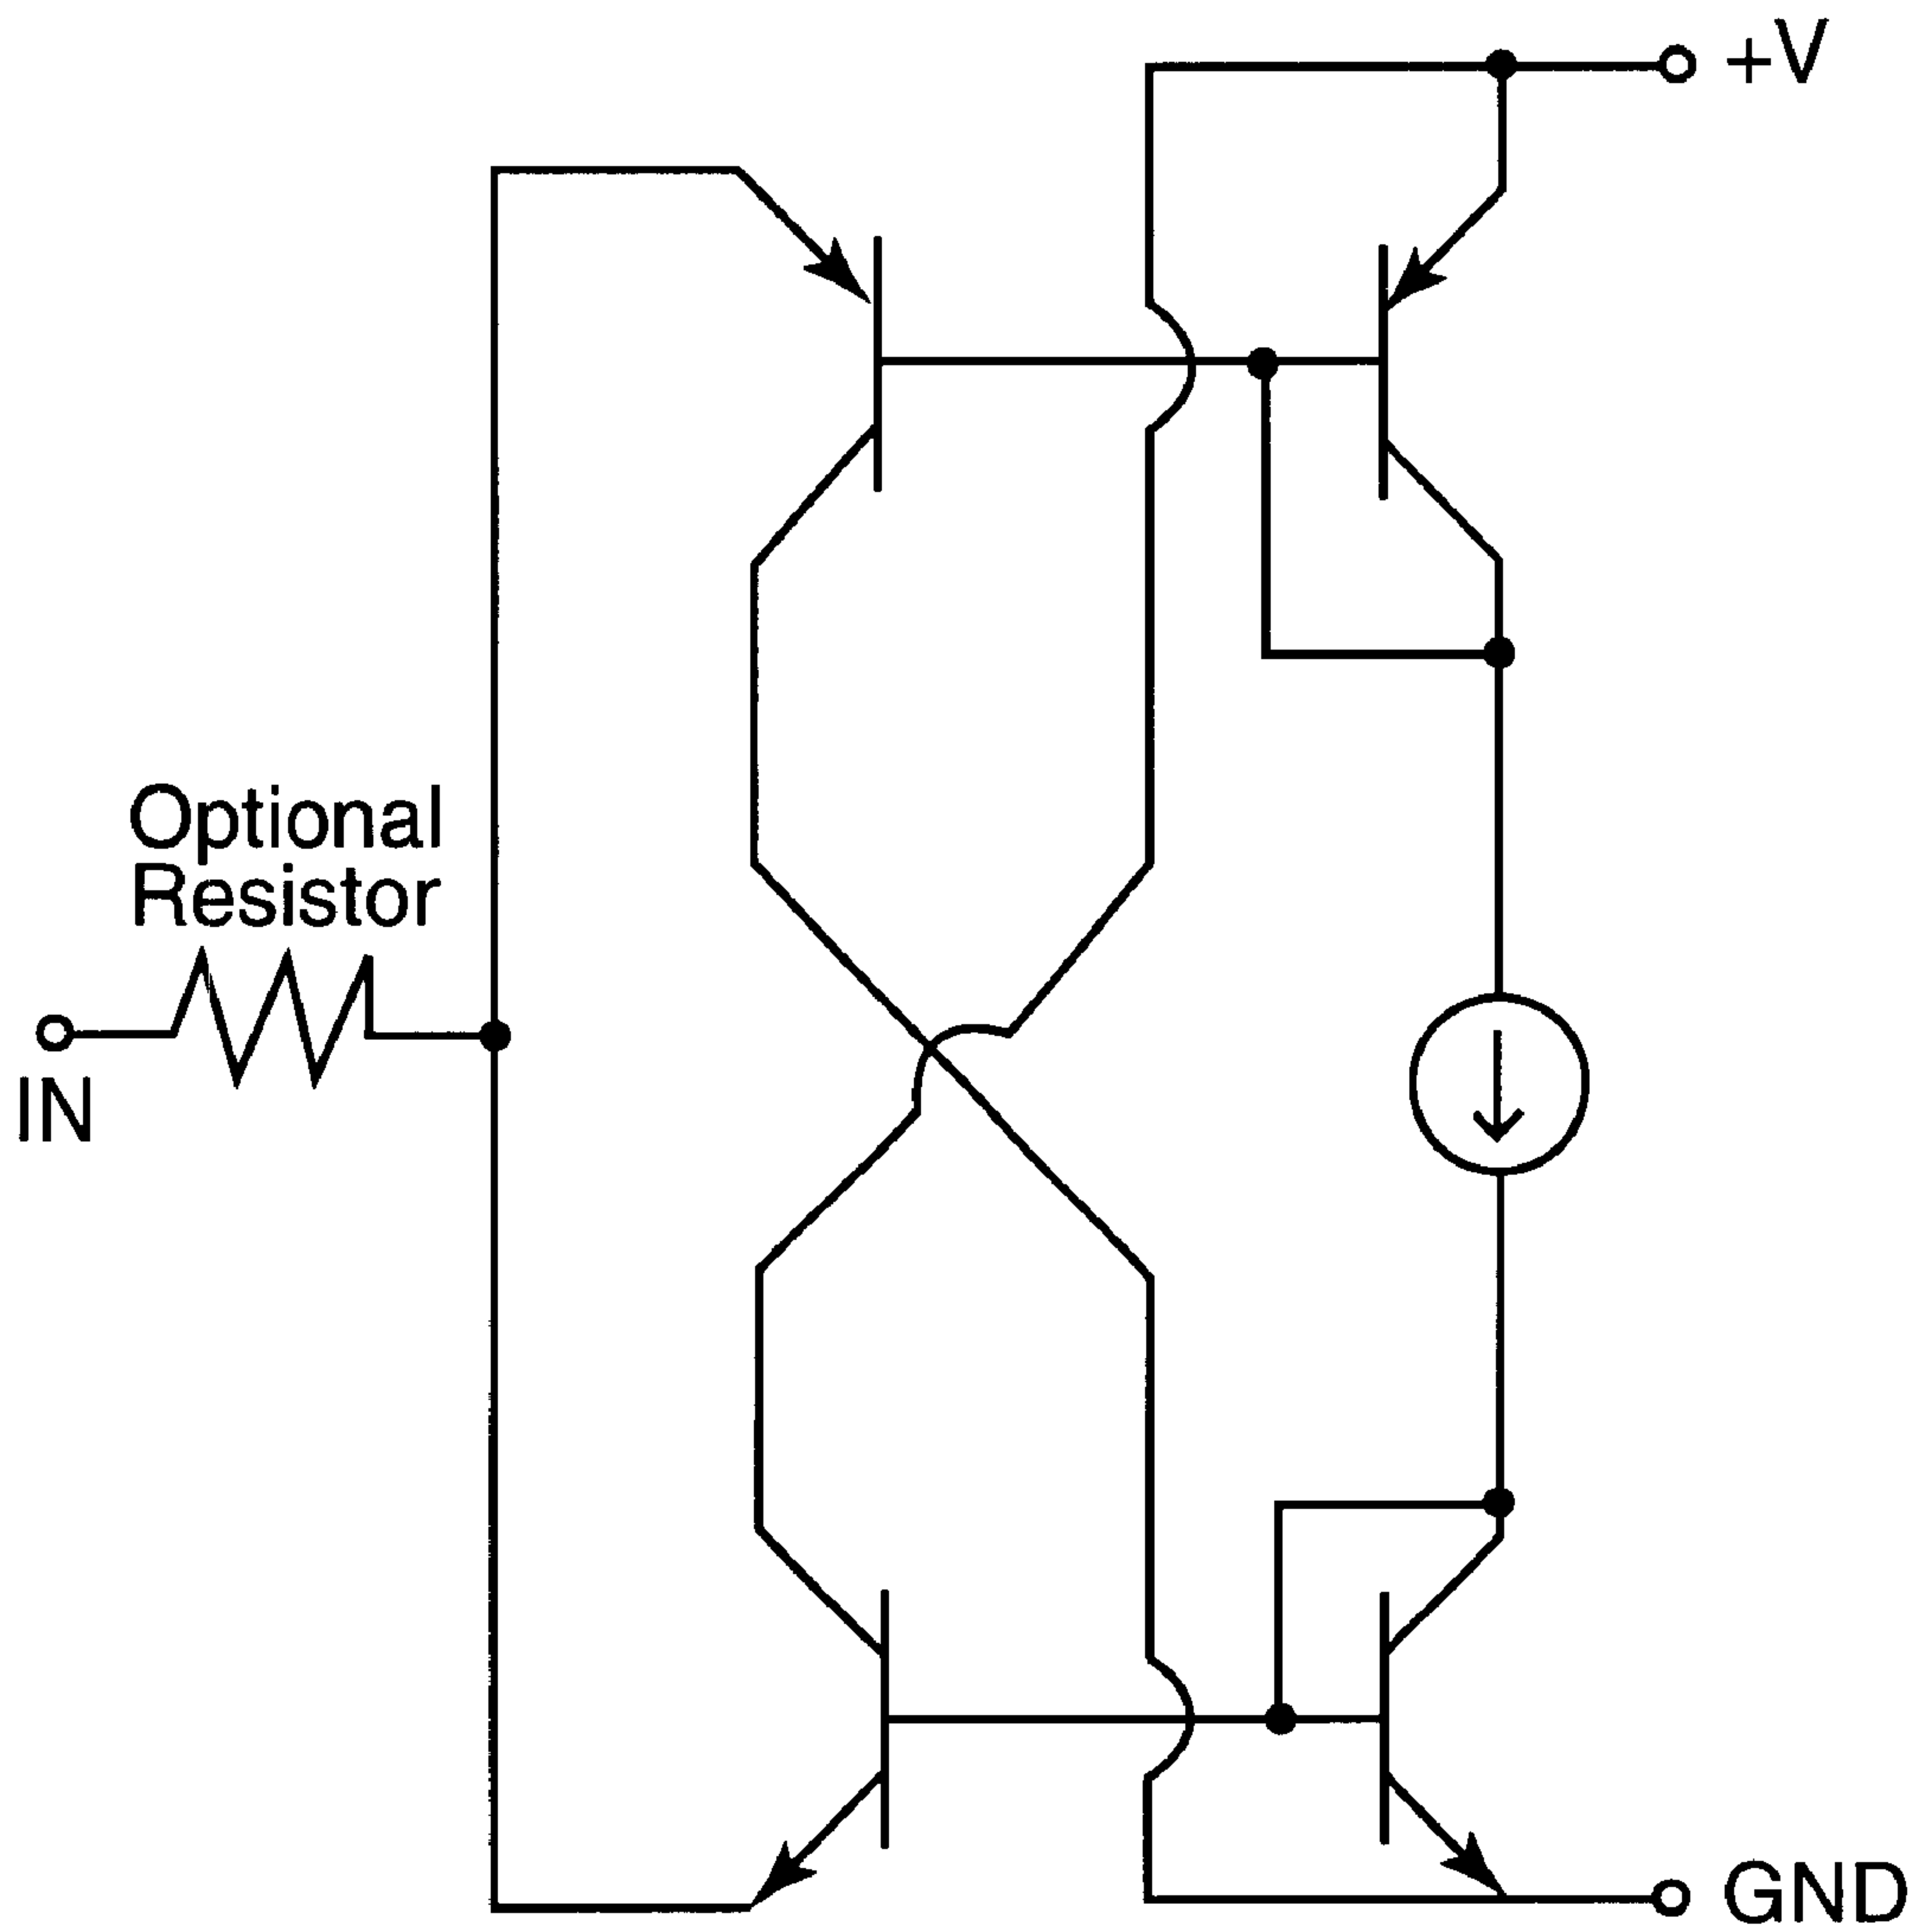 +V
Optional
Resistor
IN
GND